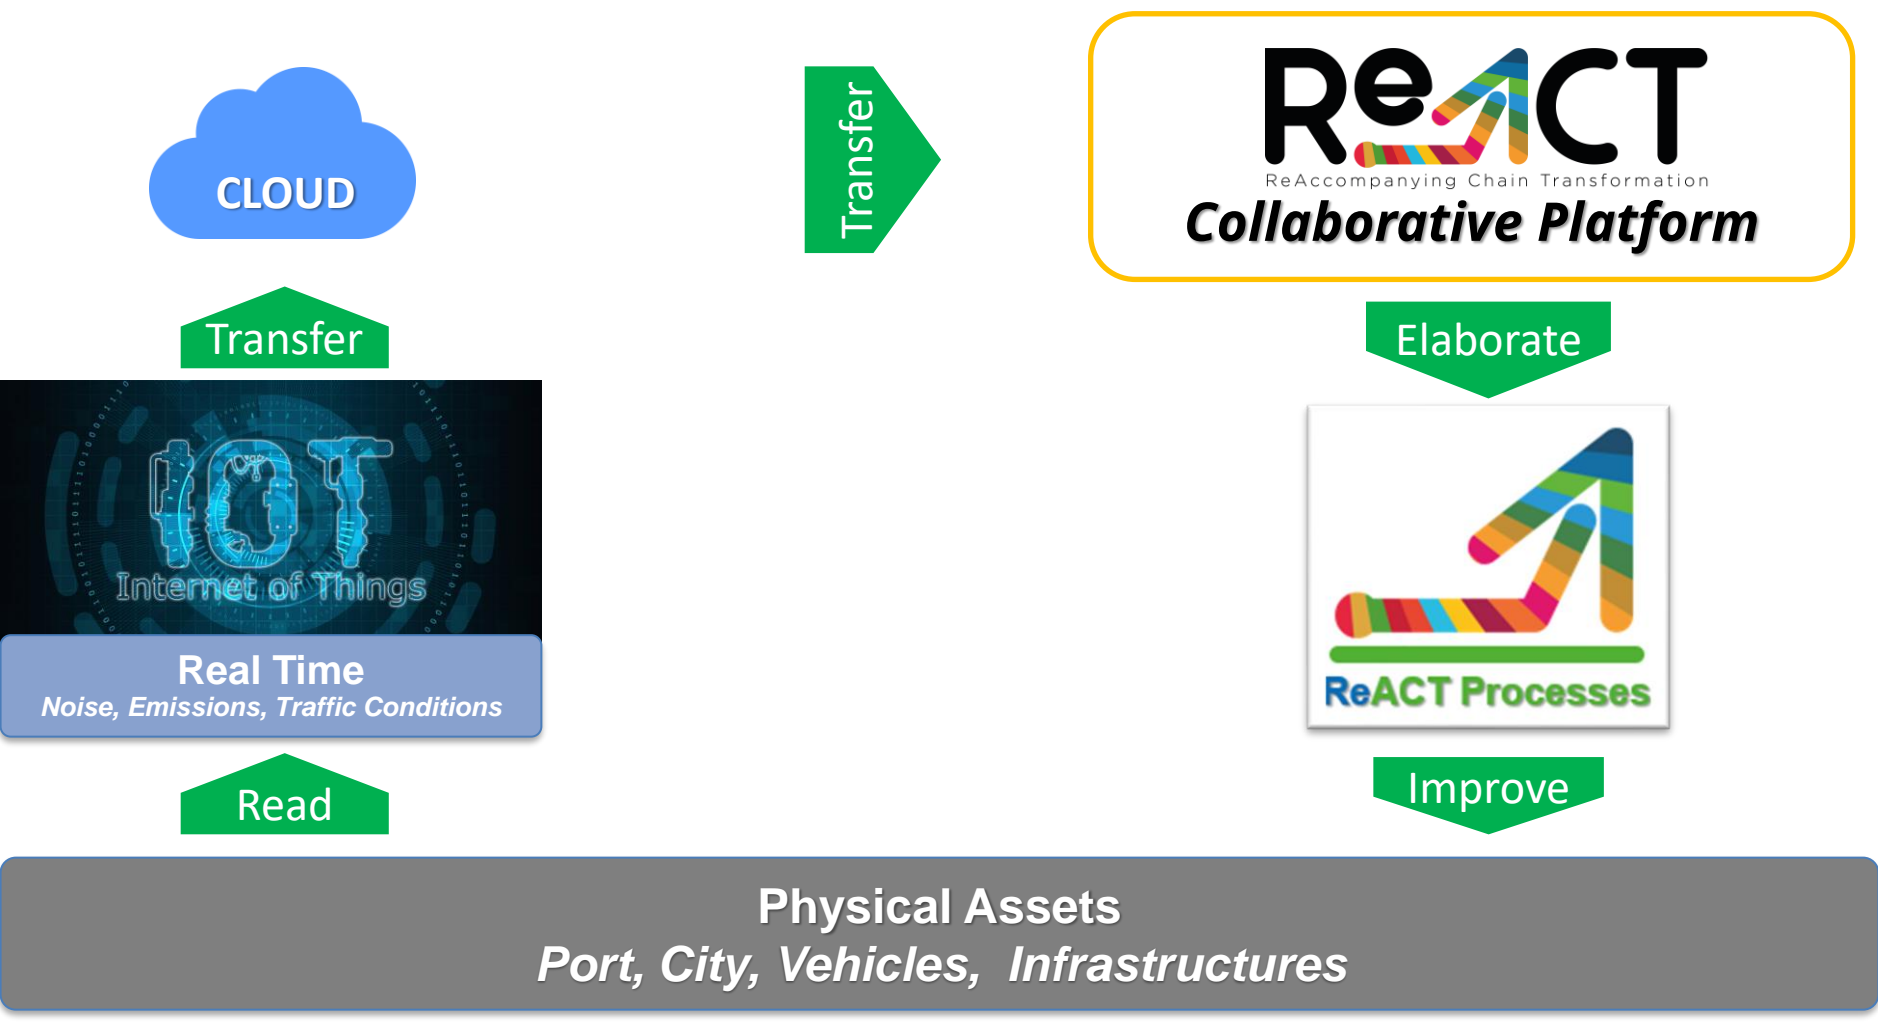 CLOUD
Transfer
ReACT
ReAccompanying Chain Transformation
Collaborative Platform
Transfer
Elaborate
IOT
Internet of Things
Real Time
Noise, Emissions, Traffic Conditions
ReACT Processes
Read
Improve
Physical Assets
Port, City, Vehicles, Infrastructures